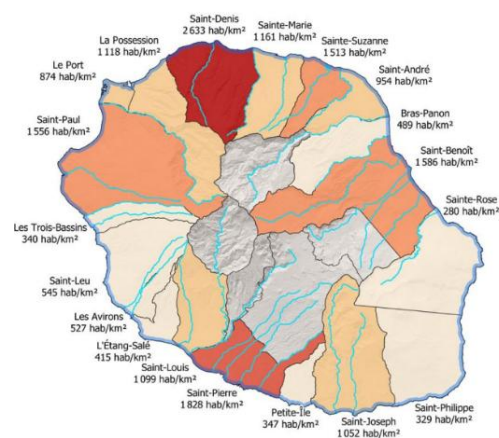 Saint-Denis
2 633 hab/km²
Sainte-Marie
1 161 hab/km²
La Possession
1 118 hab/km²
Sainte-Suzanne
1 513 hab/km²
Le Port
874 hab/km²
Saint-André
954 hab/km²
Saint-Paul
1 556 hab/km²
Bras-Panon
489 hab/km²
Saint-Benoît
1 586 hab/km²
Sainte-Rose
280 hab/km²
Les Trois-Bassins
340 hab/km²
Saint-Leu
545 hab/km²
Les Avirons
527 hab/km²
L'Étang-Salé
415 hab/km²
Saint-Louis
1 099 hab/km²
Saint-Pierre
1 828 hab/km²
Petite-Île
347 hab/km²
Saint-Joseph
1 052 hab/km²
Saint-Philippe
329 hab/km²